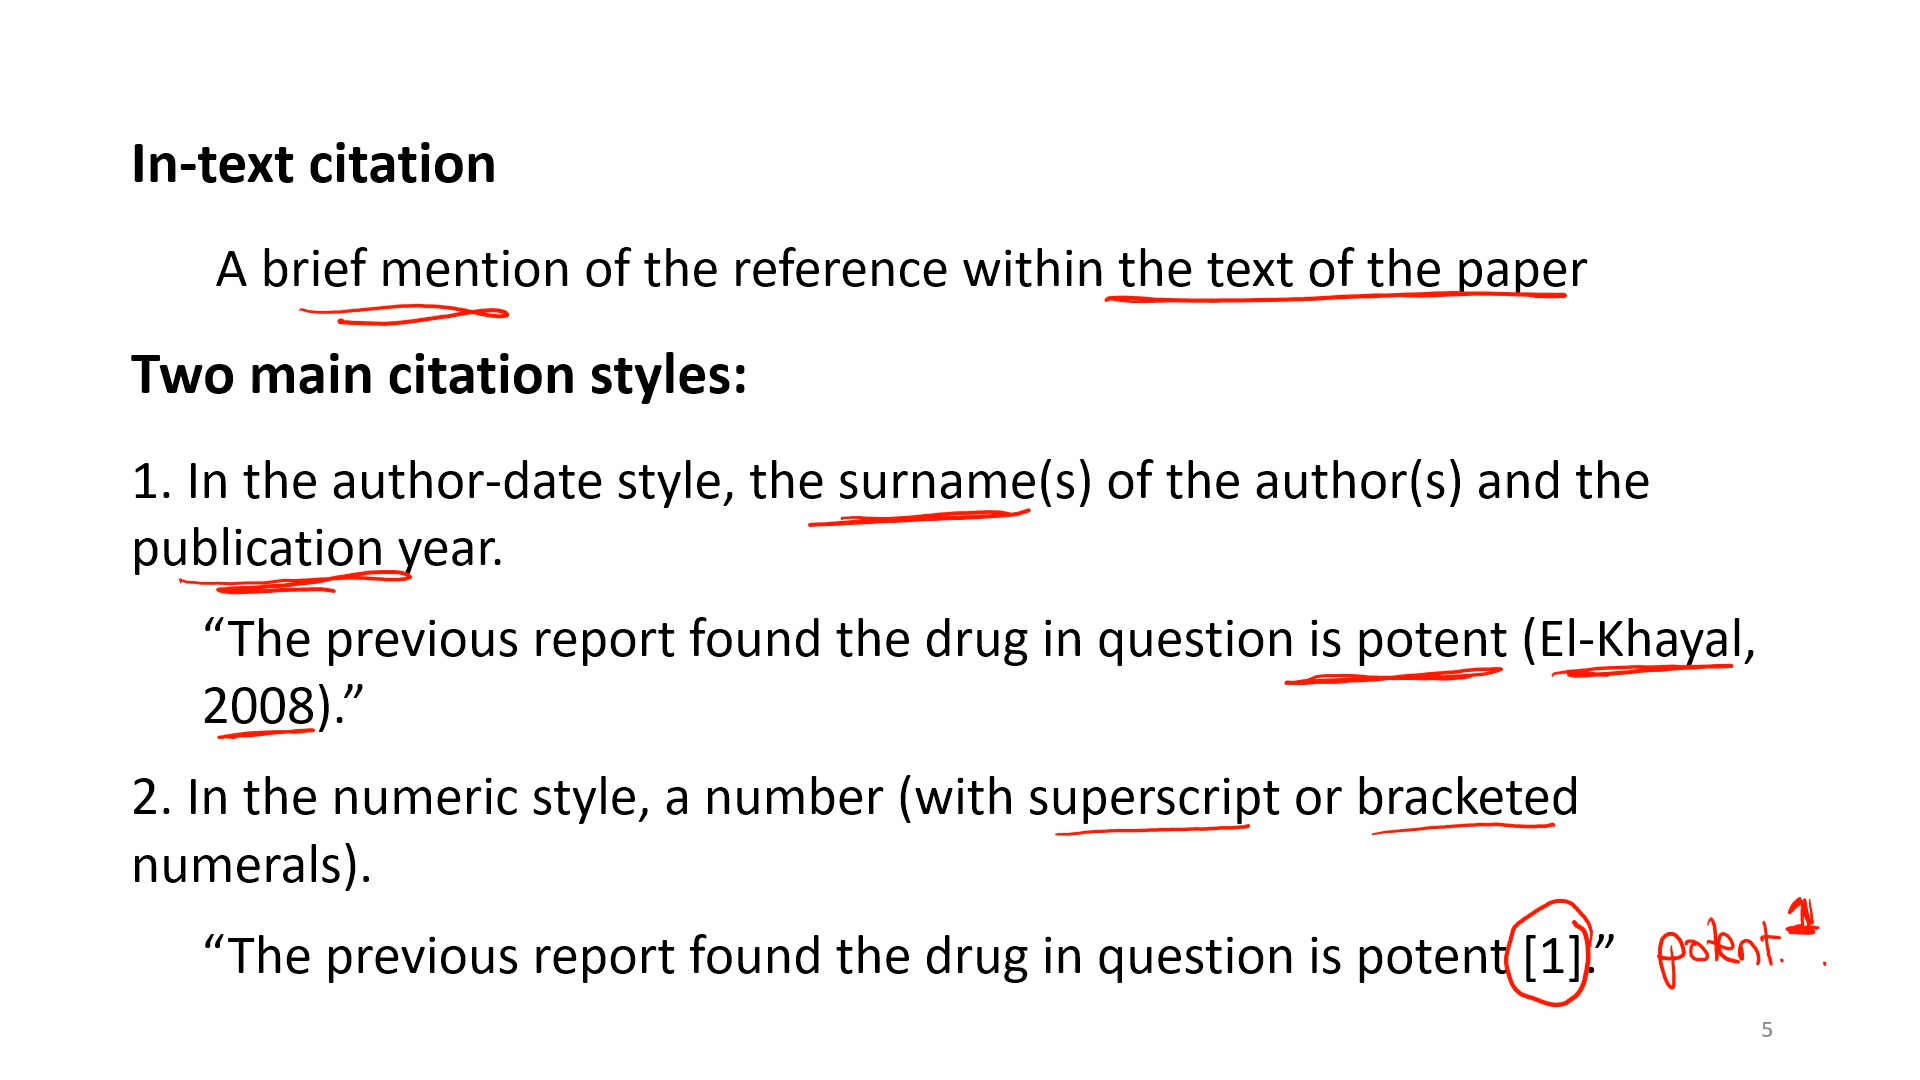 In-text citation
A brief mention of the reference within the text of the paper
Two main citation styles:
1. In the author-date style, the surname(s) of the author(s) and the
publication year.
“The previous report found the drug in question is potent (El-Khayal,
2008).”
2. In the numeric style, a number (with superscript or bracketed
numerals).
“The previous report found the drug in question is potent [1].” potent.¹.
5